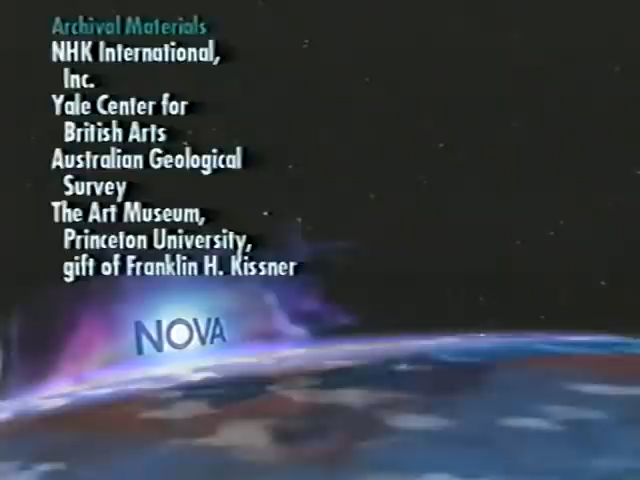 Archival Materials
NHK International,
Inc.
Yale Center for
British Arts
Australian Geological
Survey
The Art Museum,
Princeton University,
gift of Franklin H. Kissner
NOVA